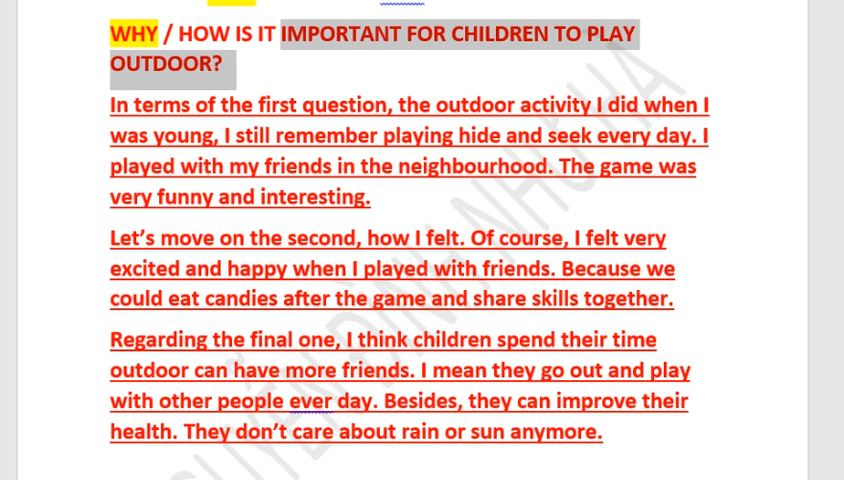 WHY / HOW IS IT IMPORTANT FOR CHILDREN TO PLAY
OUTDOOR?
In terms of the first question, the outdoor activity I did when I
was young, I still remember playing hide and seek every day. I
played with my friends in the neighbourhood. The game was
very funny and interesting.
Let's move on the second, how I felt. Of course, I felt very
excited and happy when I played with friends. Because we
could eat candies after the game and share skills together.
Regarding the final one, I think children spend their time
outdoor can have more friends. I mean they go out and play
with other people ever day. Besides, they can improve their
health. They don't care about rain or sun anymore.